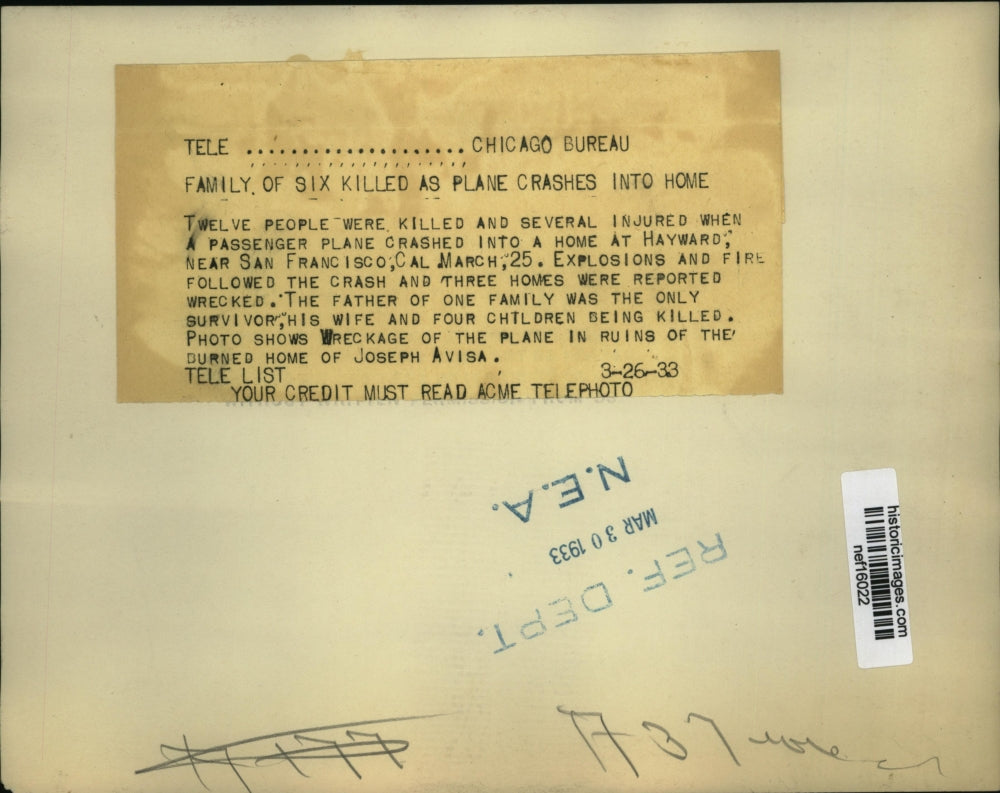 TELE .................... CHICAGO BUREAU
FAMILY OF SIX KILLED AS PLANE CRASHES INTO HOME
TWELVE PEOPLE WERE KILLED AND SEVERAL INJURED WHEN
A PASSENGER PLANE CRASHED INTO A HOME AT HAYWARD,
NEAR SAN FRANCISCO, CAL MARCH, 25. EXPLOSIONS AND FIRE
FOLLOWED THE CRASH AND THREE HOMES WERE REPORTED
WRECKED. THE FATHER OF ONE FAMILY WAS THE ONLY
SURVIVOR, HIS WIFE AND FOUR CHILDREN BEING KILLED.
PHOTO SHOWS WRECKAGE OF THE PLANE IN RUINS OF THE
BURNED HOME OF JOSEPH AVISA.
TELE LIST 3-26-33
YOUR CREDIT MUST READ ACME TELEPHOTO
N.E.A.
MAR 30 1933
REF. DEPT.
historicimages.com
nef16022